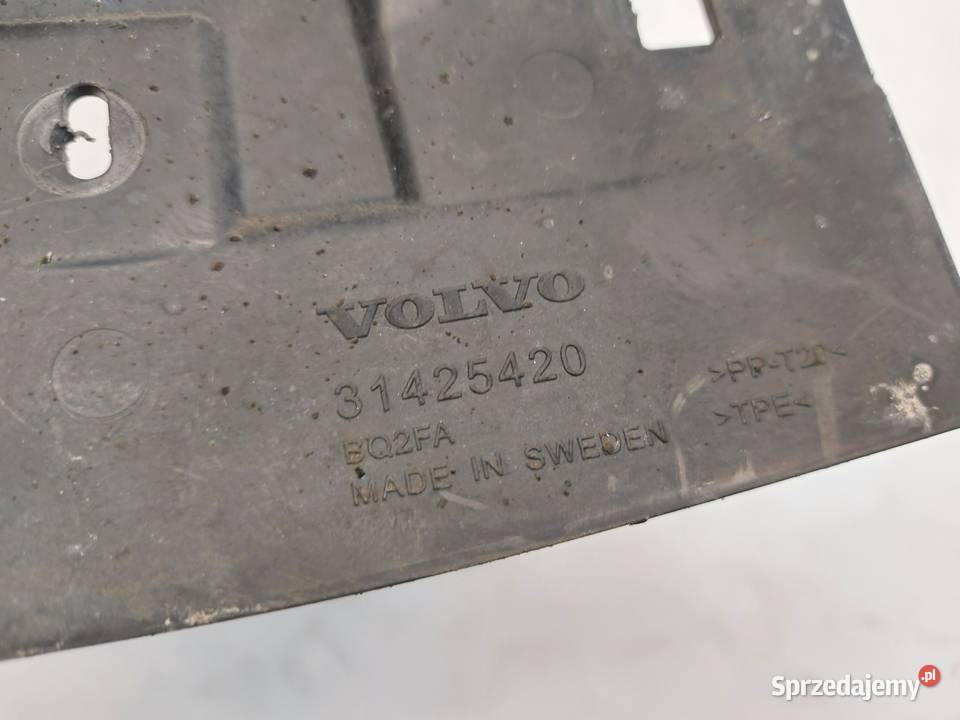 VOLVO
31425420
BQ2FA
MADE IN SWEDEN
>PP-T20<
>TPE<
Sprzedajemy.pl